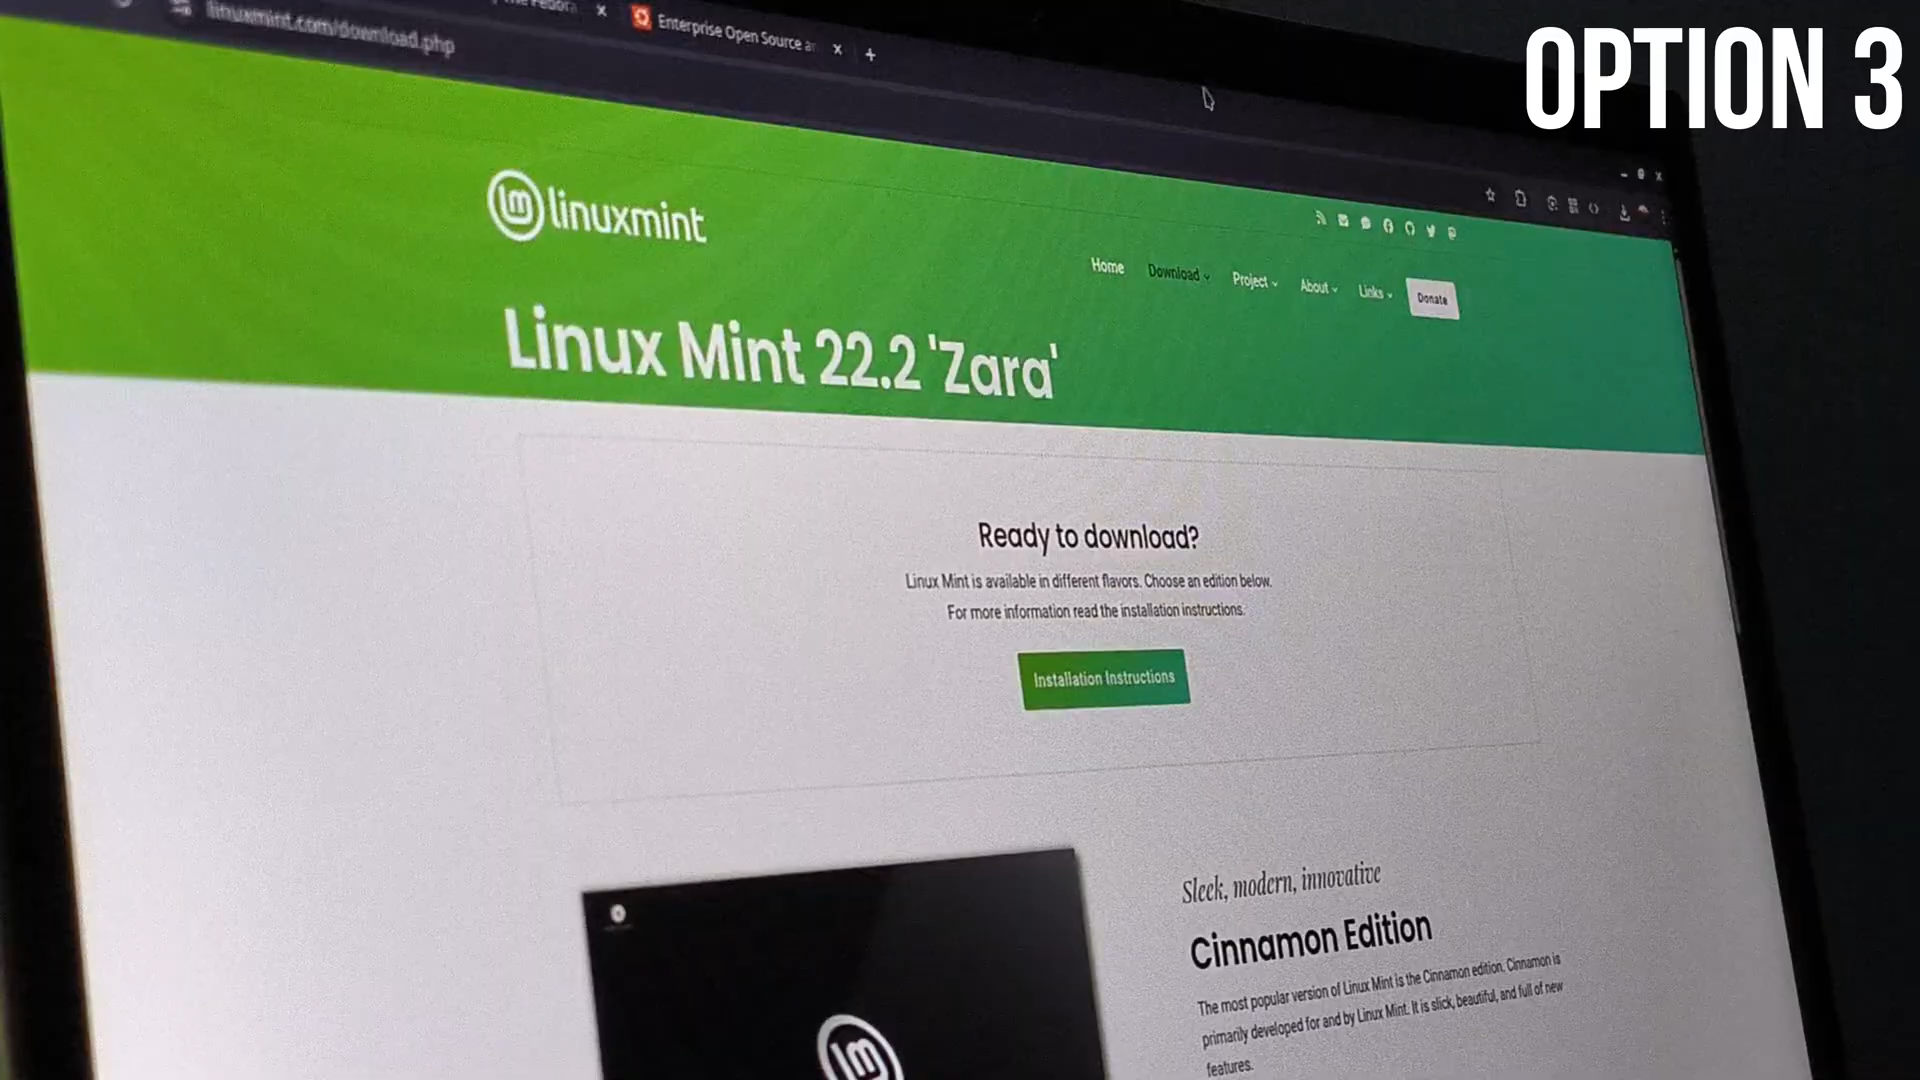 OPTION 3
Enterprise Open Source
linuxmint.com/download.php
linuxmint
Home Download Project About Links Donate
Linux Mint 22.2 'Zara'
Ready to download?
Linux Mint is available in different flavors. Choose an edition below.
For more information read the installation instructions.
Installation Instructions
Sleek, modern, innovative
Cinnamon Edition
The most popular version of Linux Mint is the Cinnamon edition. Cinnamon is
primarily developed for and by Linux Mint. It is slick, beautiful, and full of new
features.